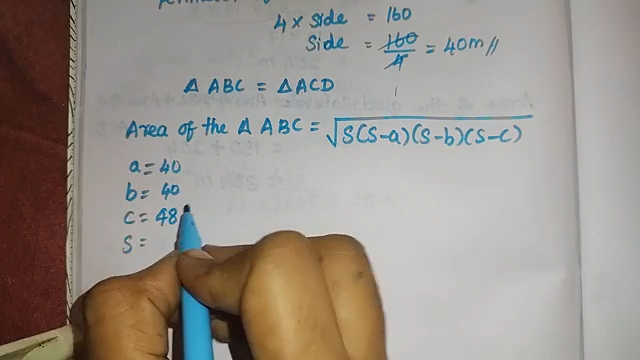 4 × Side = 160
Side = 160/4 = 40m//
Δ ABC = Δ ACD
Area of the Δ ABC = √S(S-a)(S-b)(S-c)
a = 40
b = 40
c = 48
S =